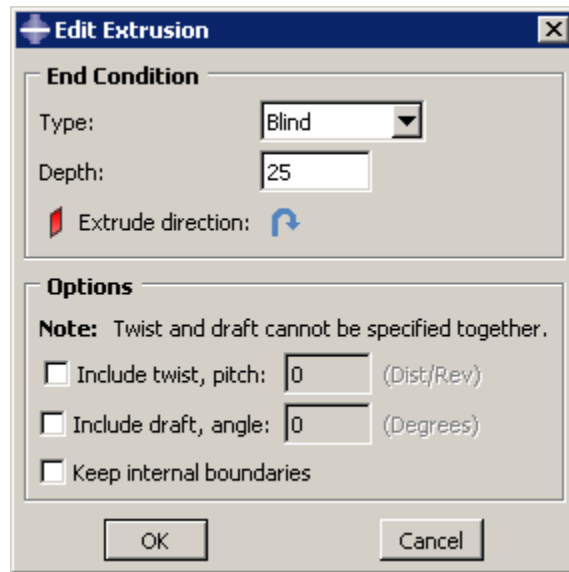 Edit Extrusion
End Condition
Type: Blind
Depth: 25
Extrude direction:
Options
Note: Twist and draft cannot be specified together.
Include twist, pitch: 0 (Dist/Rev)
Include draft, angle: 0 (Degrees)
Keep internal boundaries
OK Cancel